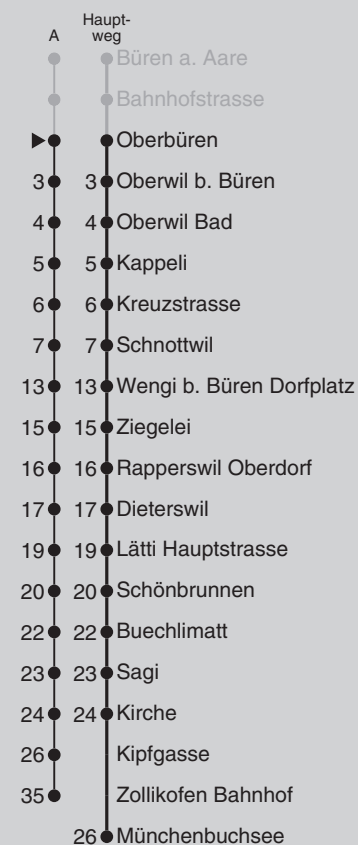 A Haupt-
weg
Büren a. Aare
Bahnhofstrasse
Oberbüren
3 3 Oberwil b. Büren
4 4 Oberwil Bad
5 5 Kappeli
6 6 Kreuzstrasse
7 7 Schnottwil
13 13 Wengi b. Büren Dorfplatz
15 15 Ziegelei
16 16 Rapperswil Oberdorf
17 17 Dieterswil
19 19 Lätti Hauptstrasse
20 20 Schönbrunnen
22 22 Buechlimatt
23 23 Sagi
24 24 Kirche
26 Kipfgasse
35 Zollikofen Bahnhof
26 Münchenbuchsee